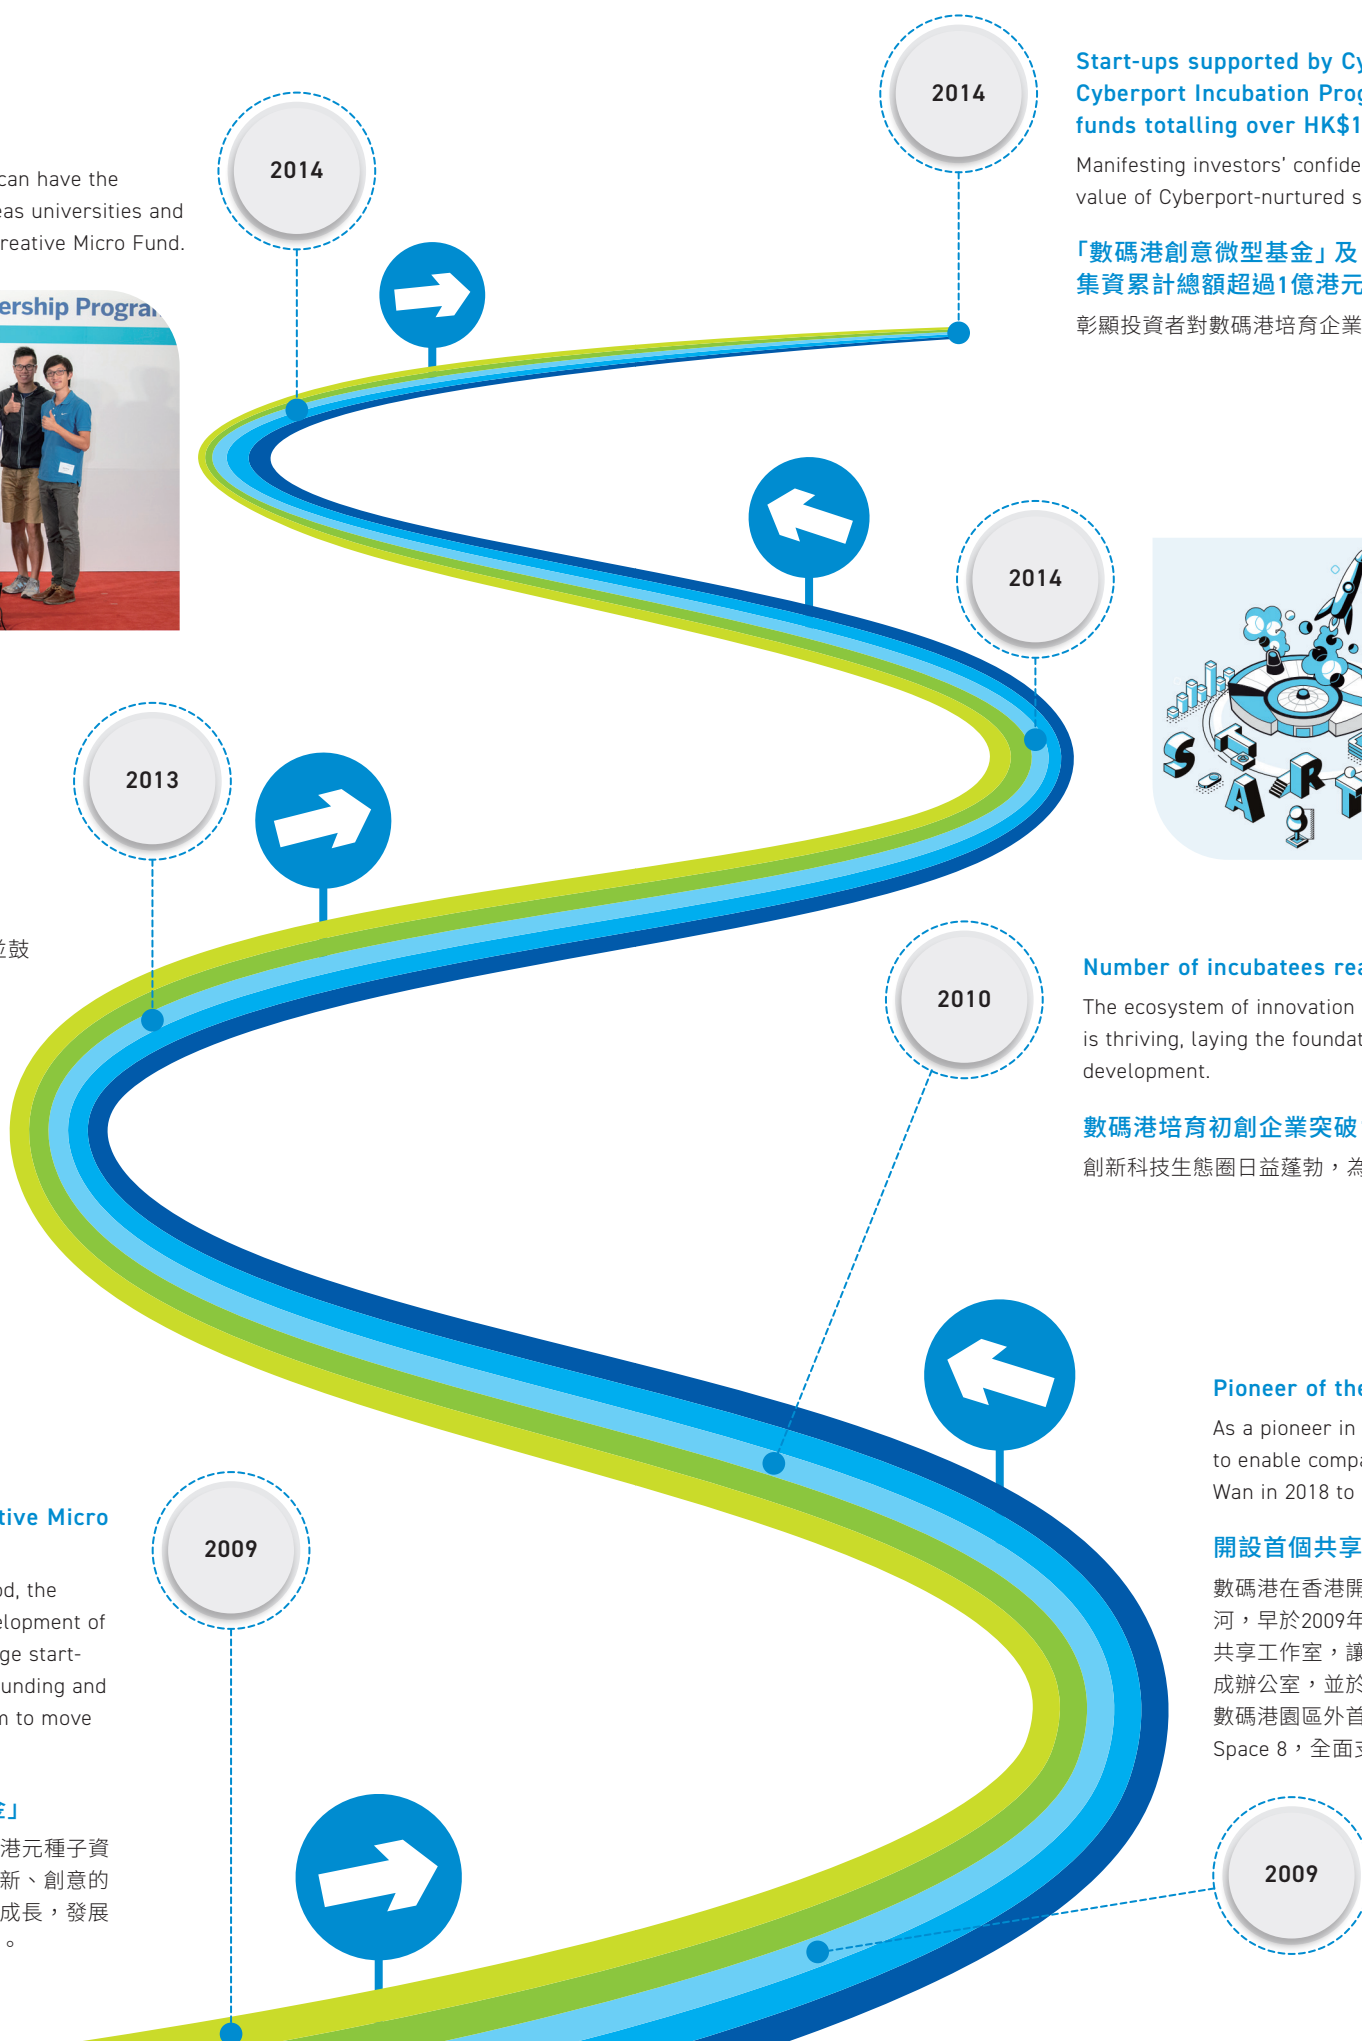 2014
Start-ups supported by Cy
Cyberport Incubation Prog
funds totalling over HK$1
Manifesting investors’ confide
value of Cyberport-nurtured s
「數碼港創意微型基金」及
集資累計總額超過1億港元
彰顯投資者對數碼港培育企業
2014
can have the
eas universities and
reative Micro Fund.
ership Progra
2014
START
2013
並鼓
2010
Number of incubatees rea
The ecosystem of innovation
is thriving, laying the foundat
development.
數碼港培育初創企業突破
創新科技生態圈日益蓬勃，為
Pioneer of the
As a pioneer in
to enable compa
Wan in 2018 to
開設首個共享
數碼港在香港開
河，早於2009年
共享工作室，讓
成辦公室，並於
數碼港園區外首
Space 8，全面支
2009
2009
tive Micro
od, the
elopment of
ge start-
unding and
m to move
金」
港元種子資
新、創意的
成長，發展
。